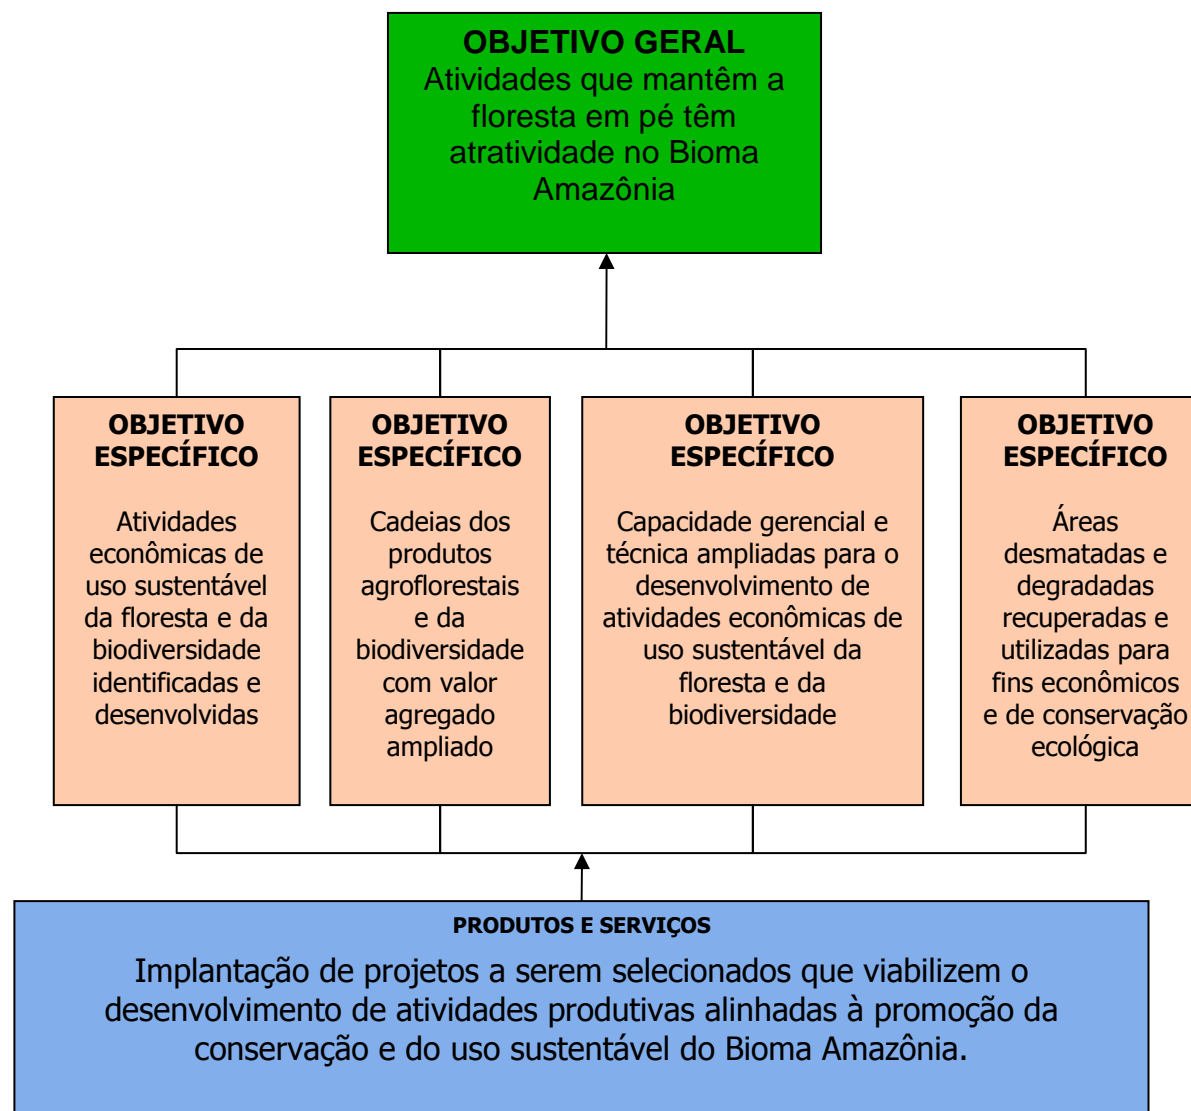 OBJETIVO GERAL
Atividades que mantêm a
floresta em pé têm
atratividade no Bioma
Amazônia
OBJETIVO
ESPECÍFICO
Atividades
econômicas de
uso sustentável
da floresta e da
biodiversidade
identificadas e
desenvolvidas
OBJETIVO
ESPECÍFICO
Cadeias dos
produtos
agroflorestais
e da
biodiversidade
com valor
agregado
ampliado
OBJETIVO
ESPECÍFICO
Capacidade gerencial e
técnica ampliadas para o
desenvolvimento de
atividades econômicas de
uso sustentável da
floresta e da
biodiversidade
OBJETIVO
ESPECÍFICO
Áreas
desmatadas e
degradadas
recuperadas e
utilizadas para
fins econômicos
e de conservação
ecológica
PRODUTOS E SERVIÇOS
Implantação de projetos a serem selecionados que viabilizem o
desenvolvimento de atividades produtivas alinhadas à promoção da
conservação e do uso sustentável do Bioma Amazônia.